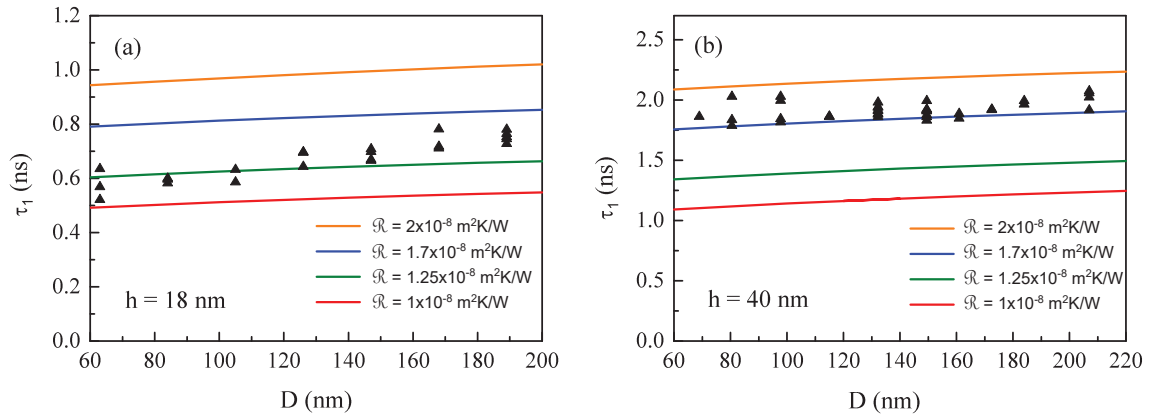 (a)
1.2
1.0
0.8
0.6
0.4
0.2
0.0
τ₁ (ns)
ℛ = 2x10⁻⁸ m²K/W
ℛ = 1.7x10⁻⁸ m²K/W
ℛ = 1.25x10⁻⁸ m²K/W
ℛ = 1x10⁻⁸ m²K/W
h = 18 nm
60 80 100 120 140 160 180 200
D (nm)
(b)
2.5
2.0
1.5
1.0
0.5
0.0
τ₁ (ns)
ℛ = 2x10⁻⁸ m²K/W
ℛ = 1.7x10⁻⁸ m²K/W
ℛ = 1.25x10⁻⁸ m²K/W
ℛ = 1x10⁻⁸ m²K/W
h = 40 nm
60 80 100 120 140 160 180 200 220
D (nm)